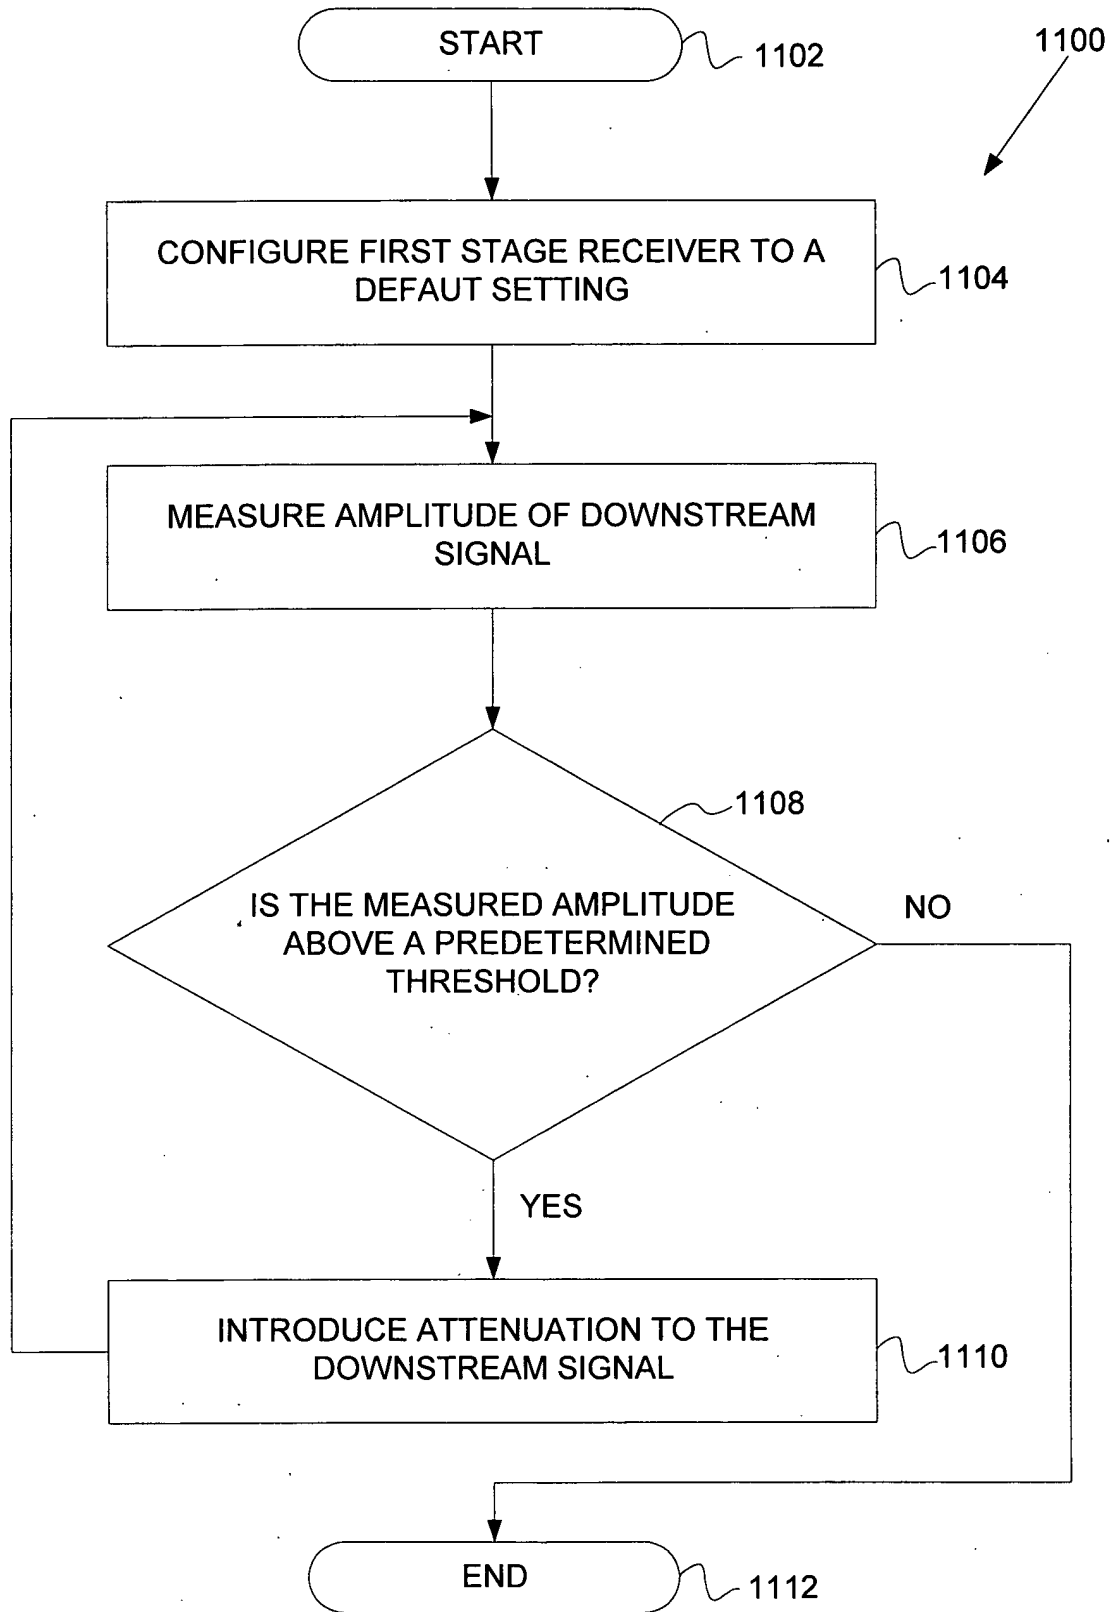 START
1102
1100
CONFIGURE FIRST STAGE RECEIVER TO A
DEFAUT SETTING
1104
MEASURE AMPLITUDE OF DOWNSTREAM
SIGNAL
1106
1108
IS THE MEASURED AMPLITUDE
ABOVE A PREDETERMINED
THRESHOLD?
NO
YES
INTRODUCE ATTENUATION TO THE
DOWNSTREAM SIGNAL
1110
END
1112